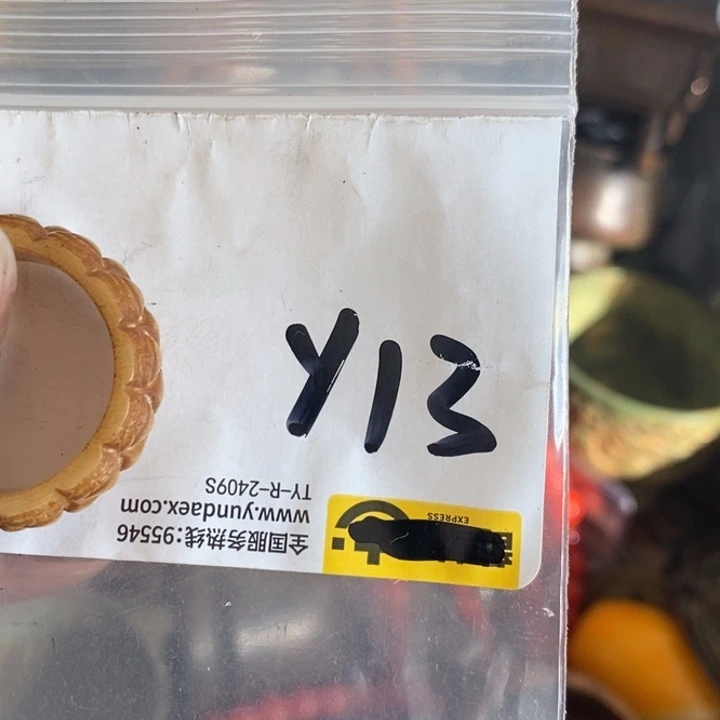 Y13
TY-R-2409S
www.yundaex.com
全国服务热线:95546
EXPRESS